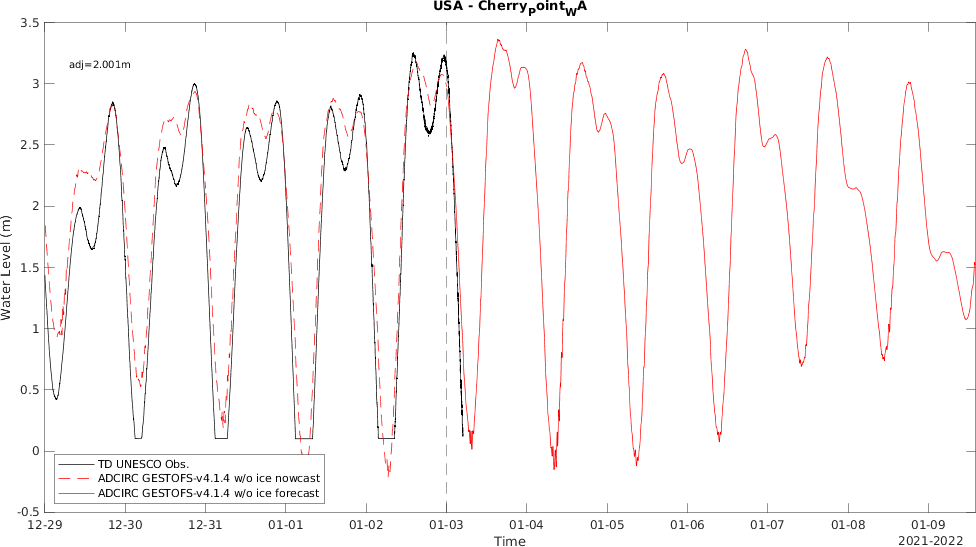 USA - Cherry_Point_WA
adj=2.001m
Water Level (m)
3.5
3
2.5
2
1.5
1
0.5
0
-0.5
TD UNESCO Obs.
ADCIRC GESTOFS-v4.1.4 w/o ice nowcast
ADCIRC GESTOFS-v4.1.4 w/o ice forecast
12-29 12-30 12-31 01-01 01-02 01-03 01-04 01-05 01-06 01-07 01-08 01-09
Time
2021-2022